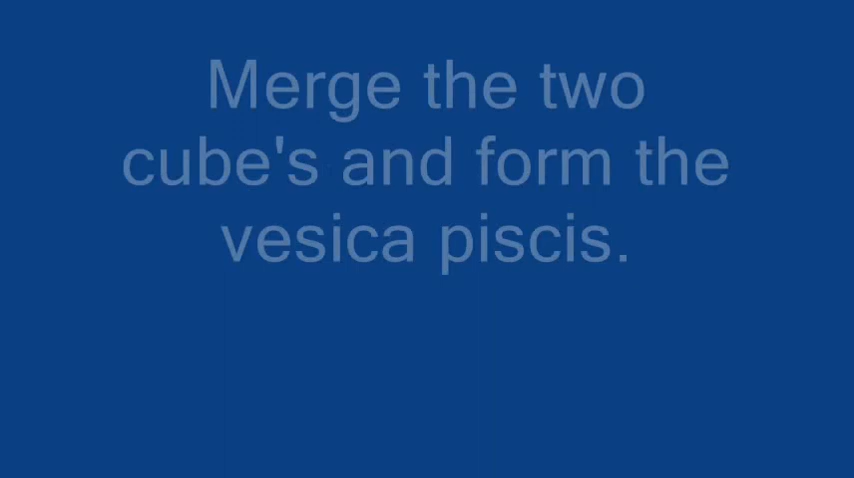 Merge the two
cube's and form the
vesica piscis.